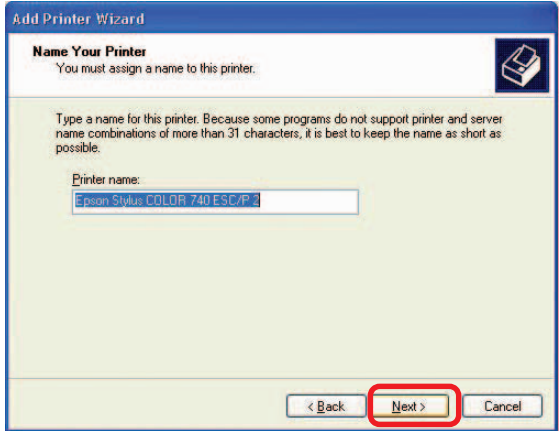 Add Printer Wizard
Name Your Printer
You must assign a name to this printer.
Type a name for this printer. Because some programs do not support printer and server
name combinations of more than 31 characters, it is best to keep the name as short as
possible.
Printer name:
Epson Stylus COLOR 740 ESC/P 2
< Back
Next >
Cancel